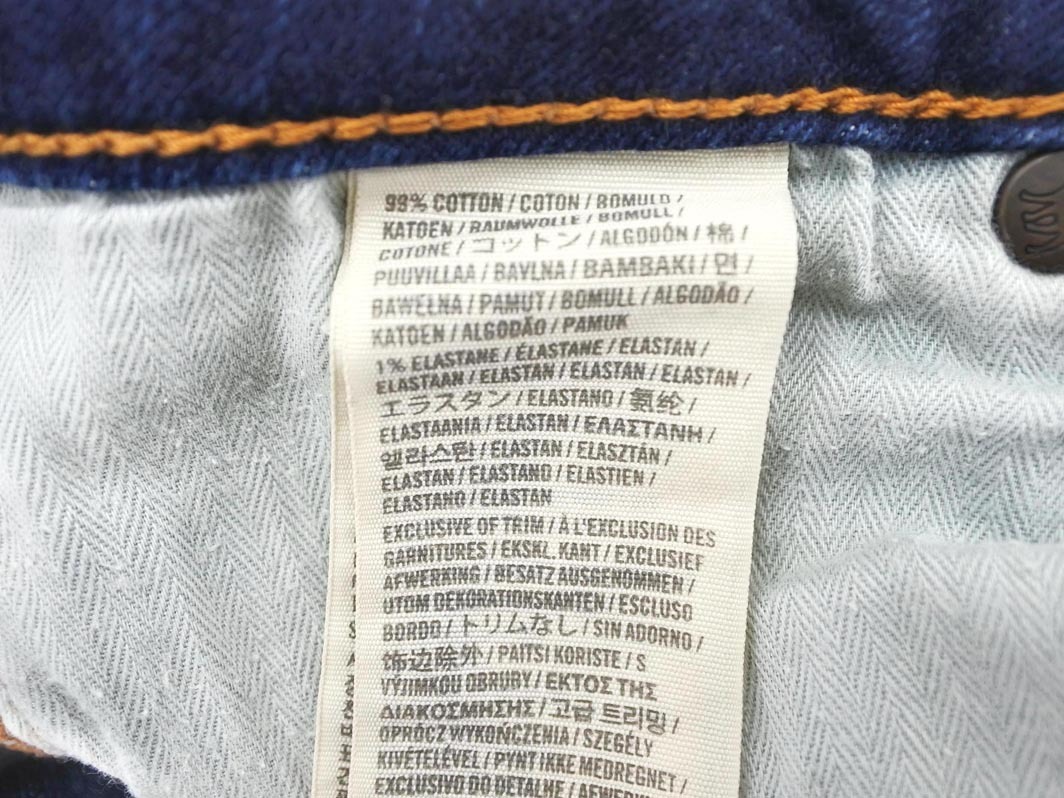 99% COTTON / COTON / BOMULD /
KATOEN / BAUMWOLLE / BOMULL /
COTONE / コットン / ALGODÓN / 棉 /
PUUVILLAA / BAVLNA / BAMBAKI / 면 /
BAWEŁNA / PAMUT / BOMULL / ALGODÃO /
KATOEN / ALGODÃO / PAMUK
1% ELASTANE / ÉLASTANE / ELASTAN /
ELASTAAN / ELASTAN / ELASTAN / ELASTAN /
エラスタン / ELASTANO / 氨纶 /
ELASTAANIA / ELASTAN / ΕΛΑΣΤΑΝΗ /
엘라스탄 / ELASTAN / ELASZTÁN /
ELASTAN / ELASTANO / ELASTIEN /
ELASTANO / ELASTAN
EXCLUSIVE OF TRIM / À L'EXCLUSION DES
GARNITURES / EKSKL. KANT / EXCLUSIEF
AFWERKING / BESATZ AUSGENOMMEN /
UTOM DEKORATIONSKANTEN / ESCLUSO
BORDO / トリムなし / SIN ADORNO /
饰边除外 / PAITSI KORISTE / S
VÝJIMKOU OBRUBY / ΕΚΤΟΣ ΤΗΣ
ΔΙΑΚΟΣΜΗΣΗΣ / 고급 트리밍 /
OPRÓCZ WYKOŃCZENIA / SZEGÉLY
KIVÉTELÉVEL / PYNT IKKE MEDREGNET /
EXCLUSIVO DO DETALHE / AFWERK